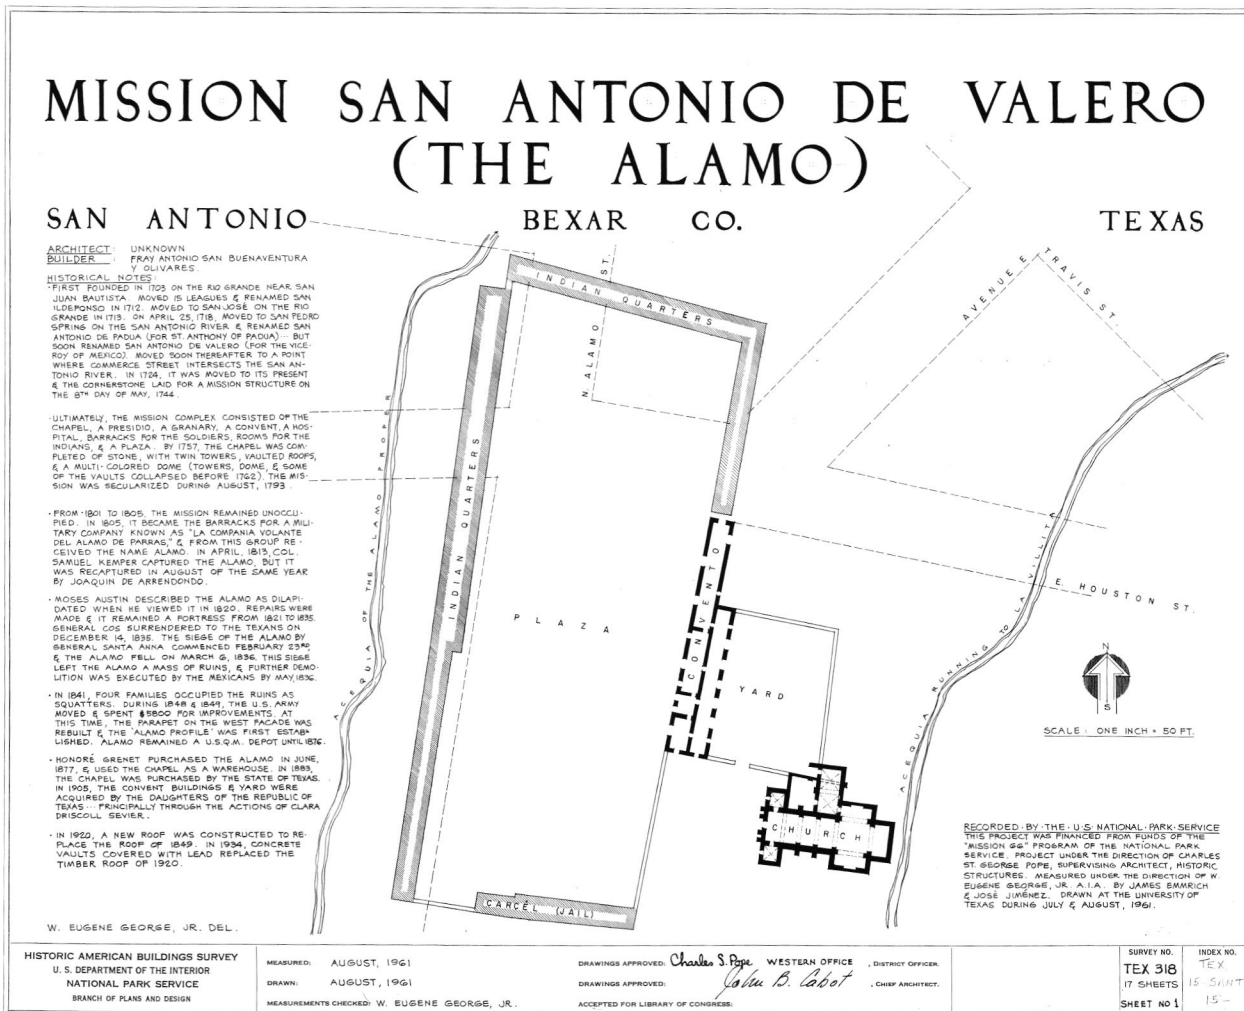 MISSION SAN ANTONIO DE VALERO
(THE ALAMO)
SAN ANTONIO BEXAR CO. TEXAS
ARCHITECT: UNKNOWN
BUILDER: FRAY ANTONIO SAN BUENAVENTURA
Y OLIVARES.
HISTORICAL NOTES:
· FIRST FOUNDED IN 1703 ON THE RIO GRANDE NEAR SAN
JUAN BAUTISTA. MOVED 15 LEAGUES & RENAMED SAN
ILDEFONSO IN 1712. MOVED TO SAN JOSÉ ON THE RIO
GRANDE IN 1713. ON APRIL 25, 1718, MOVED TO SAN PEDRO
SPRING ON THE SAN ANTONIO RIVER & RENAMED SAN
ANTONIO DE PADUA (FOR ST. ANTHONY OF PADUA) -- BUT
SOON RENAMED SAN ANTONIO DE VALERO (FOR THE VICE-
ROY OF MEXICO). MOVED SOON THEREAFTER TO A POINT
WHERE COMMERCE STREET INTERSECTS THE SAN AN-
TONIO RIVER. IN 1724, IT WAS MOVED TO ITS PRESENT
& THE CORNERSTONE LAID FOR A MISSION STRUCTURE ON
THE 8TH DAY OF MAY, 1744.
· ULTIMATELY, THE MISSION COMPLEX CONSISTED OF THE
CHAPEL, A PRESIDIO, A GRANARY, A CONVENT, A HOS-
PITAL, BARRACKS FOR THE SOLDIERS, ROOMS FOR THE
INDIANS, & A PLAZA. BY 1757, THE CHAPEL WAS COM-
PLETED OF STONE, WITH TWIN TOWERS, VAULTED ROOFS,
& A MULTI-COLORED DOME (TOWERS, DOME, & SOME
OF THE VAULTS COLLAPSED BEFORE 1762). THE MIS-
SION WAS SECULARIZED DURING AUGUST, 1793.
· FROM 1801 TO 1805, THE MISSION REMAINED UNOCCU-
PIED. IN 1805, IT BECAME THE BARRACKS FOR A MILI-
TARY COMPANY KNOWN AS "LA COMPANIA VOLANTE
DEL ALAMO DE PARRAS," & FROM THIS GROUP RE-
CEIVED THE NAME ALAMO. IN APRIL, 1813, COL.
SAMUEL KEMPER CAPTURED THE ALAMO, BUT IT
WAS RECAPTURED IN AUGUST OF THE SAME YEAR
BY JOAQUIN DE ARRENDONDO.
· MOSES AUSTIN DESCRIBED THE ALAMO AS DILAPI-
DATED WHEN HE VIEWED IT IN 1820. REPAIRS WERE
MADE & IT REMAINED A FORTRESS FROM 1821 TO 1835.
GENERAL COS SURRENDERED TO THE TEXANS ON
DECEMBER 14, 1835. THE SIEGE OF THE ALAMO BY
GENERAL SANTA ANNA COMMENCED FEBRUARY 23RD,
& THE ALAMO FELL ON MARCH 6, 1836. THIS SIEGE
LEFT THE ALAMO A MASS OF RUINS, & FURTHER DEMO-
LITION WAS EXECUTED BY THE MEXICANS BY MAY, 1836.
· IN 1841, FOUR FAMILIES OCCUPIED THE RUINS AS
SQUATTERS. DURING 1848 & 1849, THE U.S. ARMY
MOVED & SPENT $5800 FOR IMPROVEMENTS. AT
THIS TIME, THE PARAPET ON THE WEST FACADE WAS
REBUILT & THE 'ALAMO PROFILE' WAS FIRST ESTAB-
LISHED. ALAMO REMAINED A U.S.Q.M. DEPOT UNTIL 1876.
· HONORÉ GRENET PURCHASED THE ALAMO IN JUNE,
1877, & USED THE CHAPEL AS A WAREHOUSE. IN 1883,
THE CHAPEL WAS PURCHASED BY THE STATE OF TEXAS.
IN 1905, THE CONVENT BUILDINGS & YARD WERE
ACQUIRED BY THE DAUGHTERS OF THE REPUBLIC OF
TEXAS -- PRINCIPALLY THROUGH THE ACTIONS OF CLARA
DRISCOLL SEVIER.
· IN 1920, A NEW ROOF WAS CONSTRUCTED TO RE-
PLACE THE ROOF OF 1849. IN 1934, CONCRETE
VAULTS COVERED WITH LEAD REPLACED THE
TIMBER ROOF OF 1920.
W. EUGENE GEORGE, JR. DEL.
ACEQUIA OF THE ALAMO PROPER
INDIAN QUARTERS
INDIAN QUARTERS
N. ALAMO ST.
PLAZA
CONVENTO
YARD
CHURCH
CARCÉL (JAIL)
AVENUE E
TRAVIS ST.
E. HOUSTON ST.
ACEQUIA RUNNING TO LA VILLITA
N
S
SCALE: ONE INCH = 50 FT.
RECORDED · BY · THE · U·S· NATIONAL · PARK · SERVICE
THIS PROJECT WAS FINANCED FROM FUNDS OF THE
"MISSION 66" PROGRAM OF THE NATIONAL PARK
SERVICE. PROJECT UNDER THE DIRECTION OF CHARLES
ST. GEORGE POPE, SUPERVISING ARCHITECT, HISTORIC
STRUCTURES. MEASURED UNDER THE DIRECTION OF W.
EUGENE GEORGE, JR. A.I.A. BY JAMES EMMRICH
& JOSÉ JIMÉNEZ. DRAWN AT THE UNIVERSITY OF
TEXAS DURING JULY & AUGUST, 1961.
HISTORIC AMERICAN BUILDINGS SURVEY
U. S. DEPARTMENT OF THE INTERIOR
NATIONAL PARK SERVICE
BRANCH OF PLANS AND DESIGN
MEASURED: AUGUST, 1961
DRAWN: AUGUST, 1961
MEASUREMENTS CHECKED: W. EUGENE GEORGE, JR.
DRAWINGS APPROVED: Charles S. Pope WESTERN OFFICE , DISTRICT OFFICER.
DRAWINGS APPROVED: John B. Cabot , CHIEF ARCHITECT.
ACCEPTED FOR LIBRARY OF CONGRESS:
SURVEY NO.
TEX 318
17 SHEETS
SHEET NO 1
INDEX NO.
TEX
15-SANT
15-